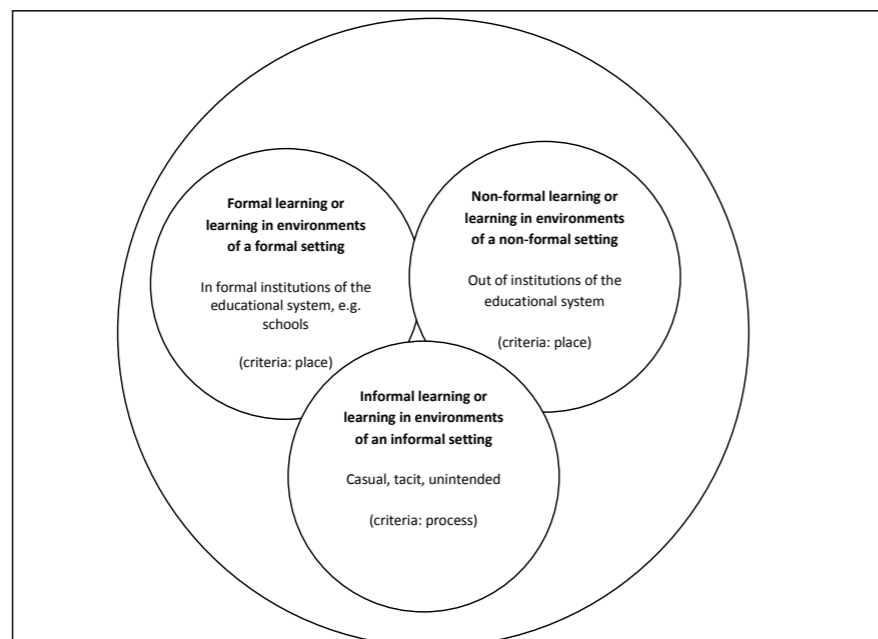 Formal learning or
learning in environments
of a formal setting
In formal institutions of the
educational system, e.g.
schools
(criteria: place)
Non-formal learning or
learning in environments
of a non-formal setting
Out of institutions of the
educational system
(criteria: place)
Informal learning or
learning in environments
of an informal setting
Casual, tacit, unintended
(criteria: process)